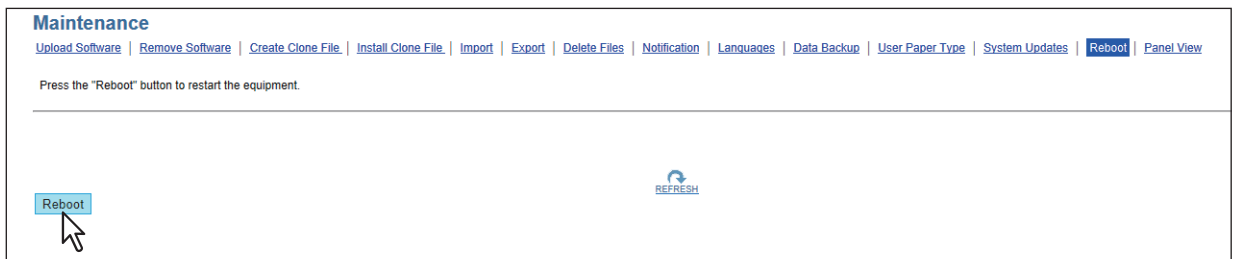 Maintenance
Upload Software | Remove Software | Create Clone File | Install Clone File | Import | Export | Delete Files | Notification | Languages | Data Backup | User Paper Type | System Updates | Reboot | Panel View
Press the "Reboot" button to restart the equipment.
REFRESH
Reboot